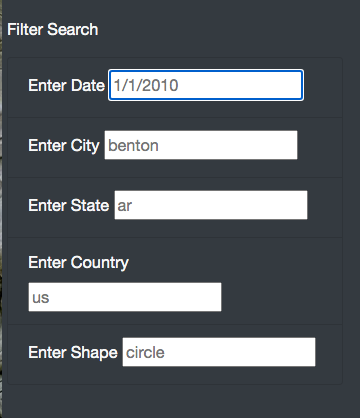 Filter Search
Enter Date 1/1/2010
Enter City benton
Enter State ar
Enter Country
us
Enter Shape circle